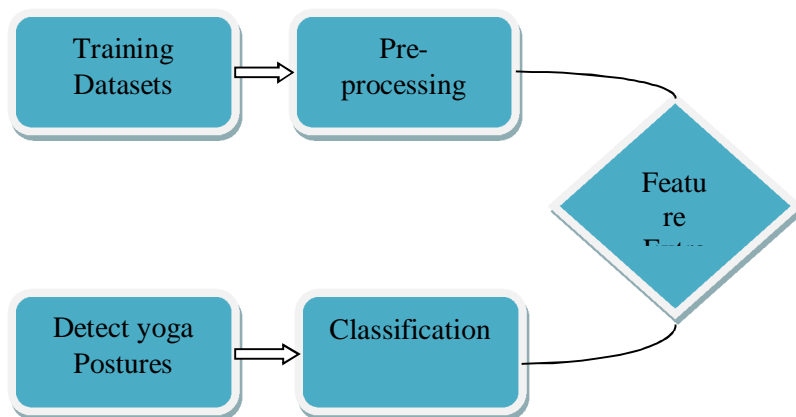 Training
Datasets
Pre-
processing
Featu
re
Detect yoga
Postures
Classification